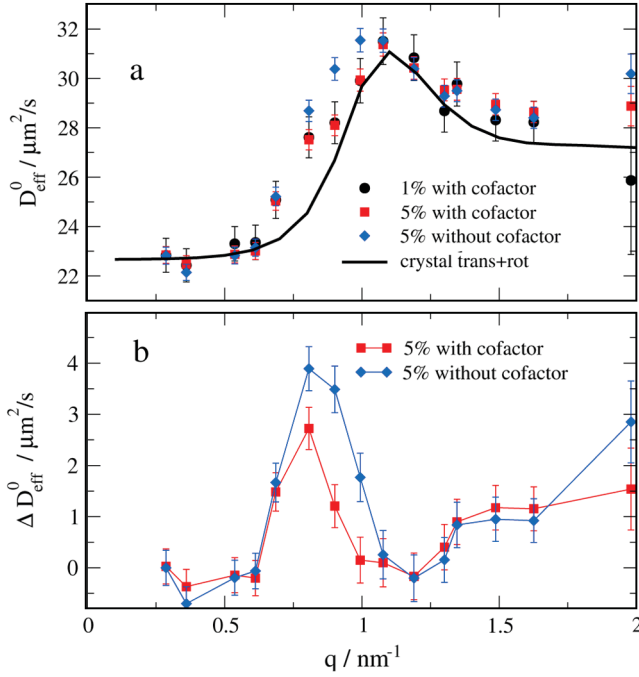 a
D⁰eff / µm²/s
32
30
28
26
24
22
1% with cofactor
5% with cofactor
5% without cofactor
crystal trans+rot
b
Δ D⁰eff / µm²/s
4
3
2
1
0
5% with cofactor
5% without cofactor
0 0.5 1 1.5 2
q / nm⁻¹